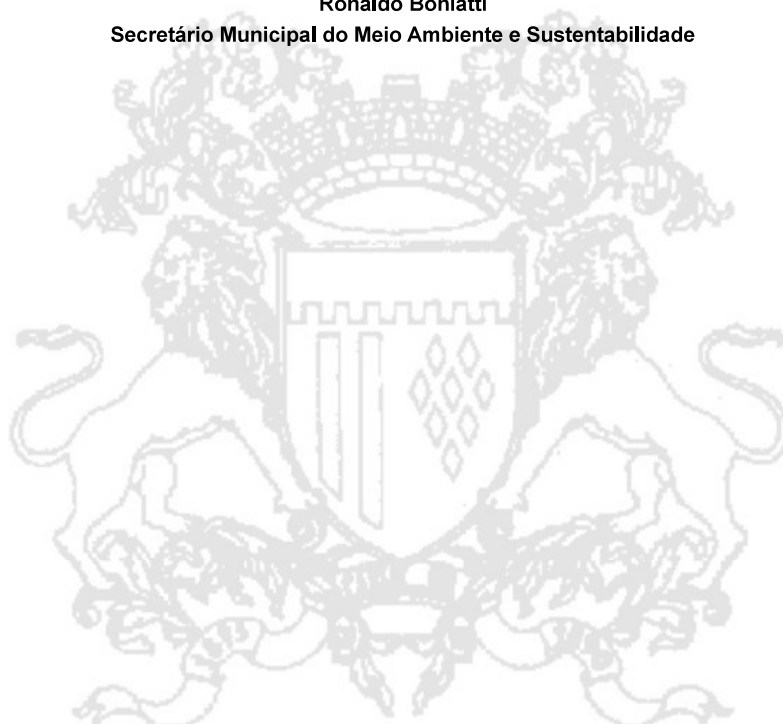 Ronaldo Boniatti
Secretário Municipal do Meio Ambiente e Sustentabilidade